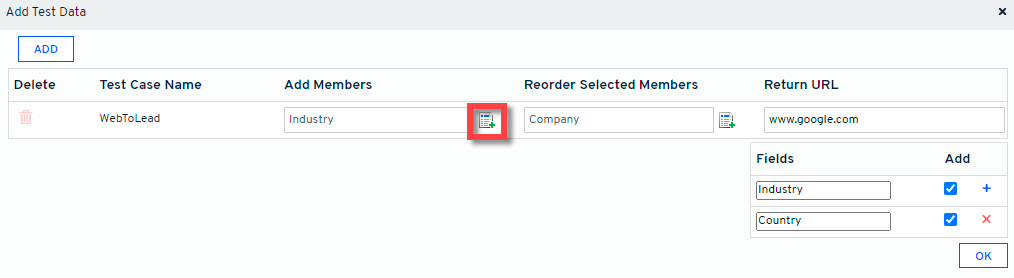 Add Test Data
ADD
Delete Test Case Name Add Members Reorder Selected Members Return URL
WebToLead Industry Company www.google.com
Fields Add
Industry
Country
OK